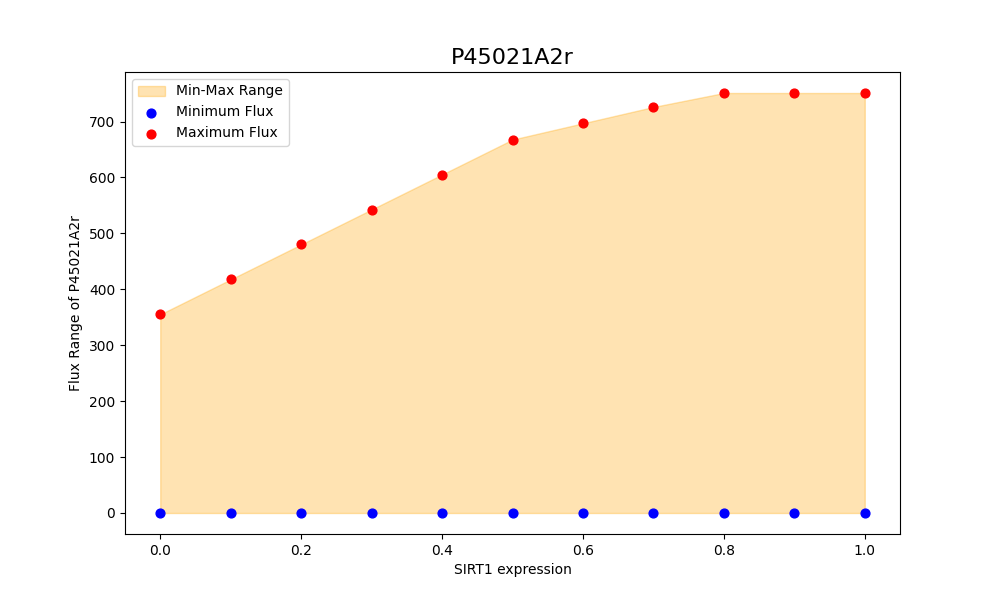 P45021A2r
Min-Max Range
Minimum Flux
Maximum Flux
700
600
500
400
300
200
100
0
Flux Range of P45021A2r
0.0 0.2 0.4 0.6 0.8 1.0
SIRT1 expression